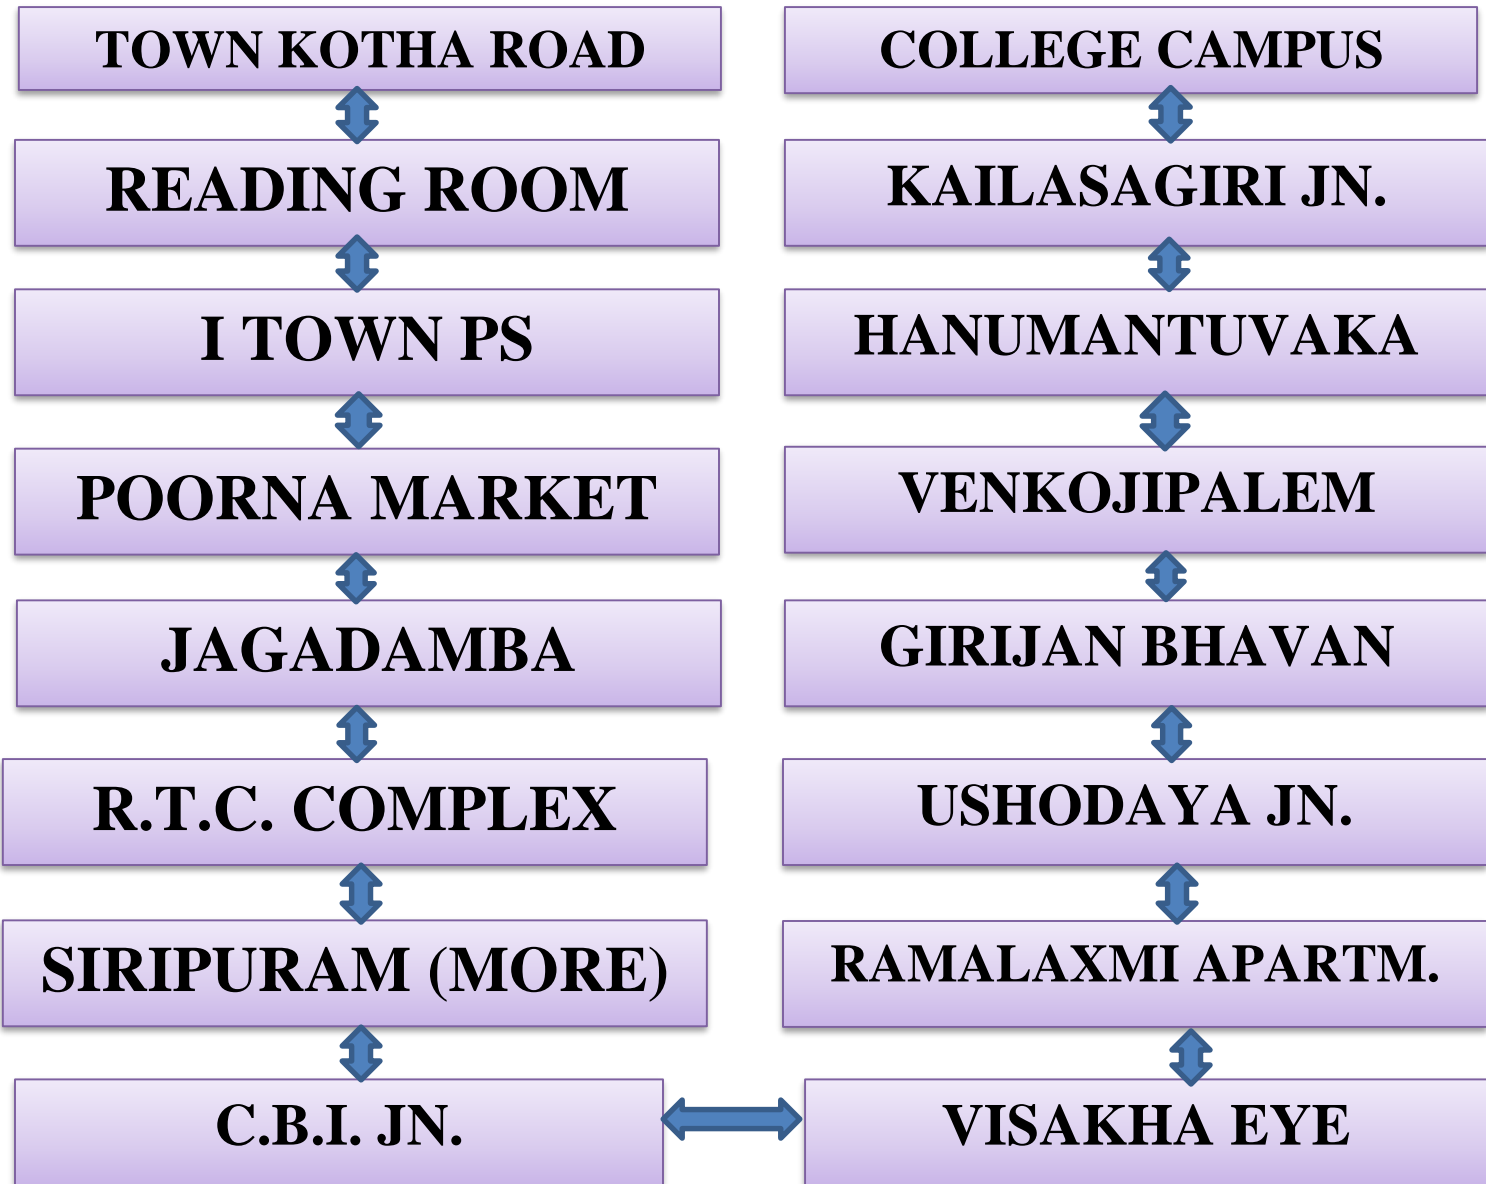 TOWN KOTHA ROAD
READING ROOM
I TOWN PS
POORNA MARKET
JAGADAMBA
R.T.C. COMPLEX
SIRIPURAM (MORE)
C.B.I. JN.
COLLEGE CAMPUS
KAILASAGIRI JN.
HANUMANTUVAKA
VENKOJIPALEM
GIRIJAN BHAVAN
USHODAYA JN.
RAMALAXMI APARTM.
VISAKHA EYE